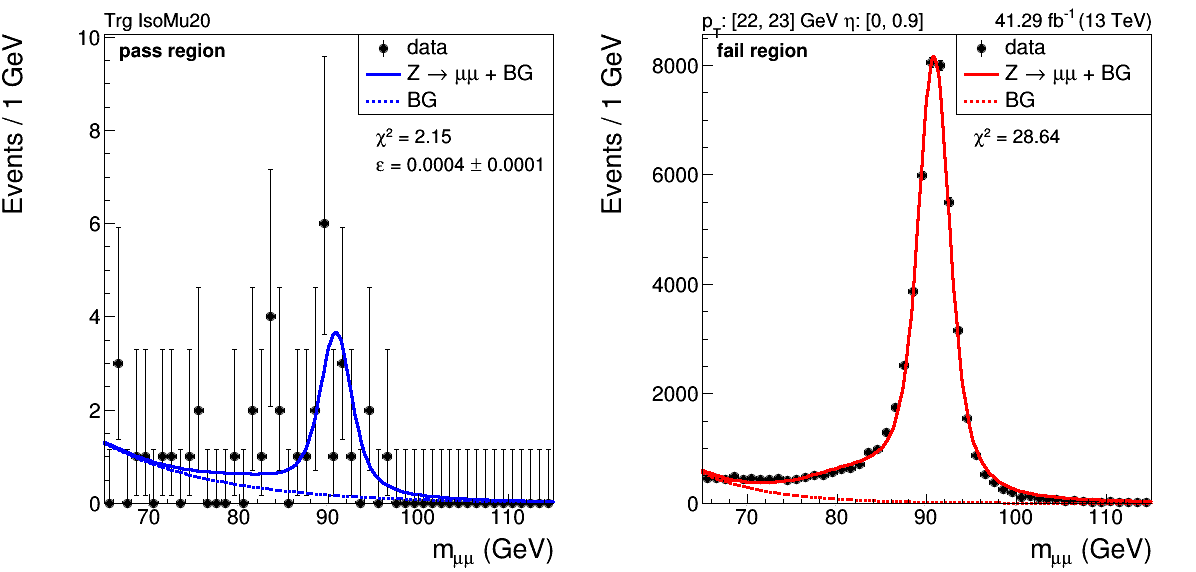 Trg IsoMu20
pass region
data
Z → μμ + BG
BG
χ² = 2.15
ε = 0.0004 ± 0.0001
Events / 1 GeV
10
8
6
4
2
0
70 80 90 100 110
m_μμ (GeV)
p_T: [22, 23] GeV η: [0, 0.9]
41.29 fb⁻¹ (13 TeV)
fail region
data
Z → μμ + BG
BG
χ² = 28.64
Events / 1 GeV
8000
6000
4000
2000
0
70 80 90 100 110
m_μμ (GeV)